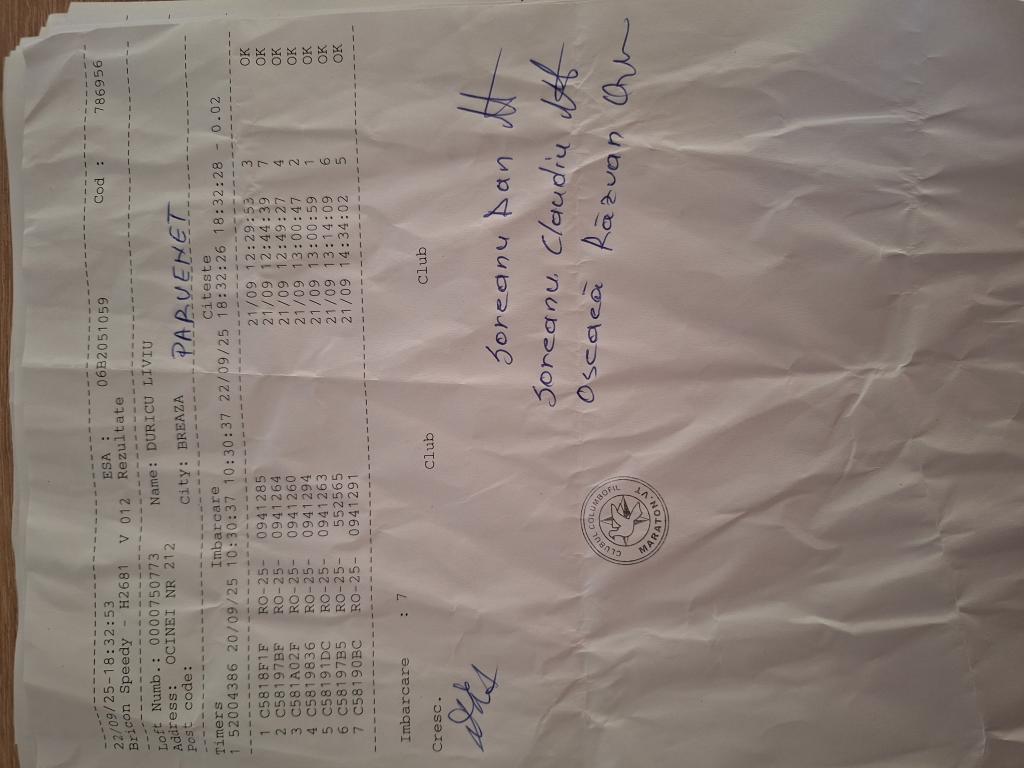 22/09/25-18:32:53 ESA : 0BB2051059 Cod : 786956
Bricon Speedy - H2681 V 012 Rezultate
Loft Numb.: 0000750773 Name: DURICU LIVIU
Address: OCINEI NR 212
Post code: City: BREAZA PARVENET
Timers Imbarcare Citeste
1 52004386 20/09/25 10:30:37 10:30:37 22/09/25 18:32:26 18:32:28 - 0.02
1 C5818F1F RO-25- 0941285 21/09 12:29:53 3 OK
2 C58197BF RO-25- 0941264 21/09 12:44:39 7 OK
3 C581A02F RO-25- 0941260 21/09 12:49:27 4 OK
4 C5819836 RO-25- 0941294 21/09 13:00:47 2 OK
5 C58191DC RO-25- 0941263 21/09 13:00:59 1 OK
6 C58197B5 RO-25- 552565 21/09 13:14:09 6 OK
7 C58190BC RO-25- 0941291 21/09 14:34:02 5 OK
Imbarcare : 7
Cresc. Club Club
Soreanu Dan
Soreanu Claudiu
Oscacă Răzvan
CLUBUL COLUMBOFIL
MARATON VT